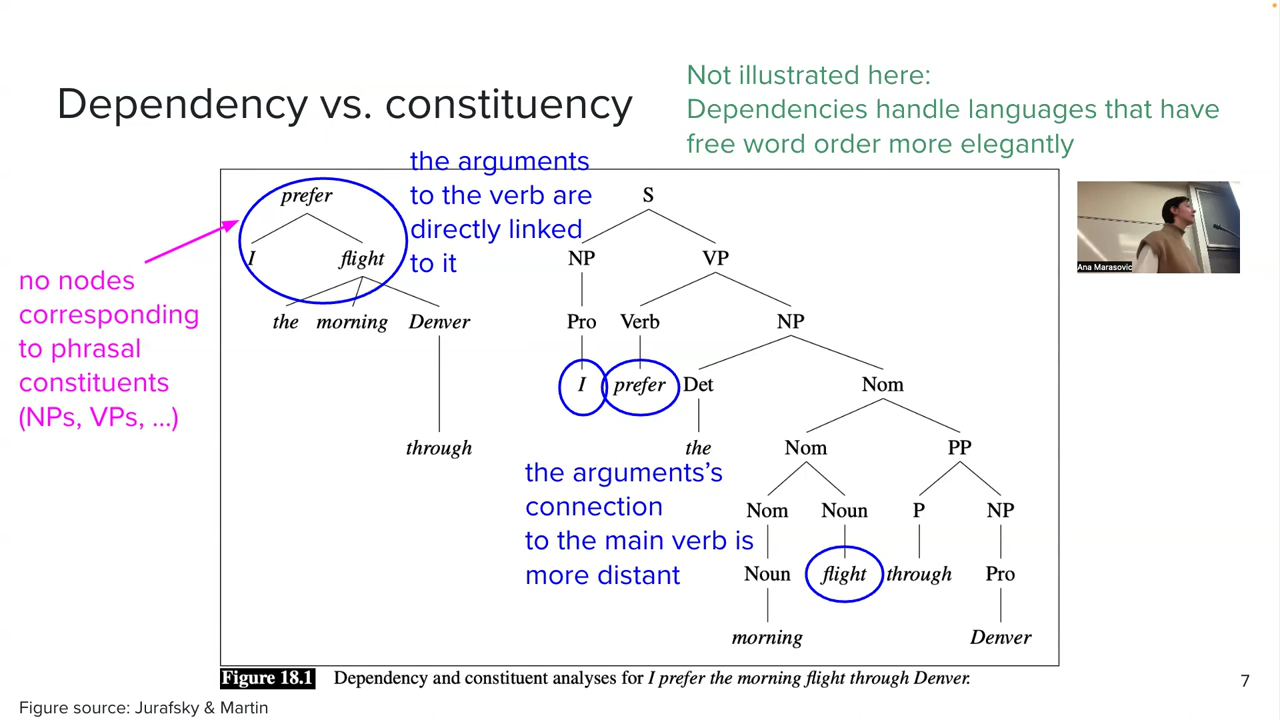 Dependency vs. constituency
Not illustrated here:
Dependencies handle languages that have
free word order more elegantly
the arguments
to the verb are
directly linked
to it
no nodes
corresponding
to phrasal
constituents
(NPs, VPs, ...)
prefer
I flight
the morning Denver
through
S
NP VP
Pro Verb NP
I prefer Det Nom
the Nom PP
Nom Noun P NP
Noun flight through Pro
morning Denver
the arguments's
connection
to the main verb is
more distant
Ana Marasovic
Figure 18.1 Dependency and constituent analyses for I prefer the morning flight through Denver.
Figure source: Jurafsky & Martin
7